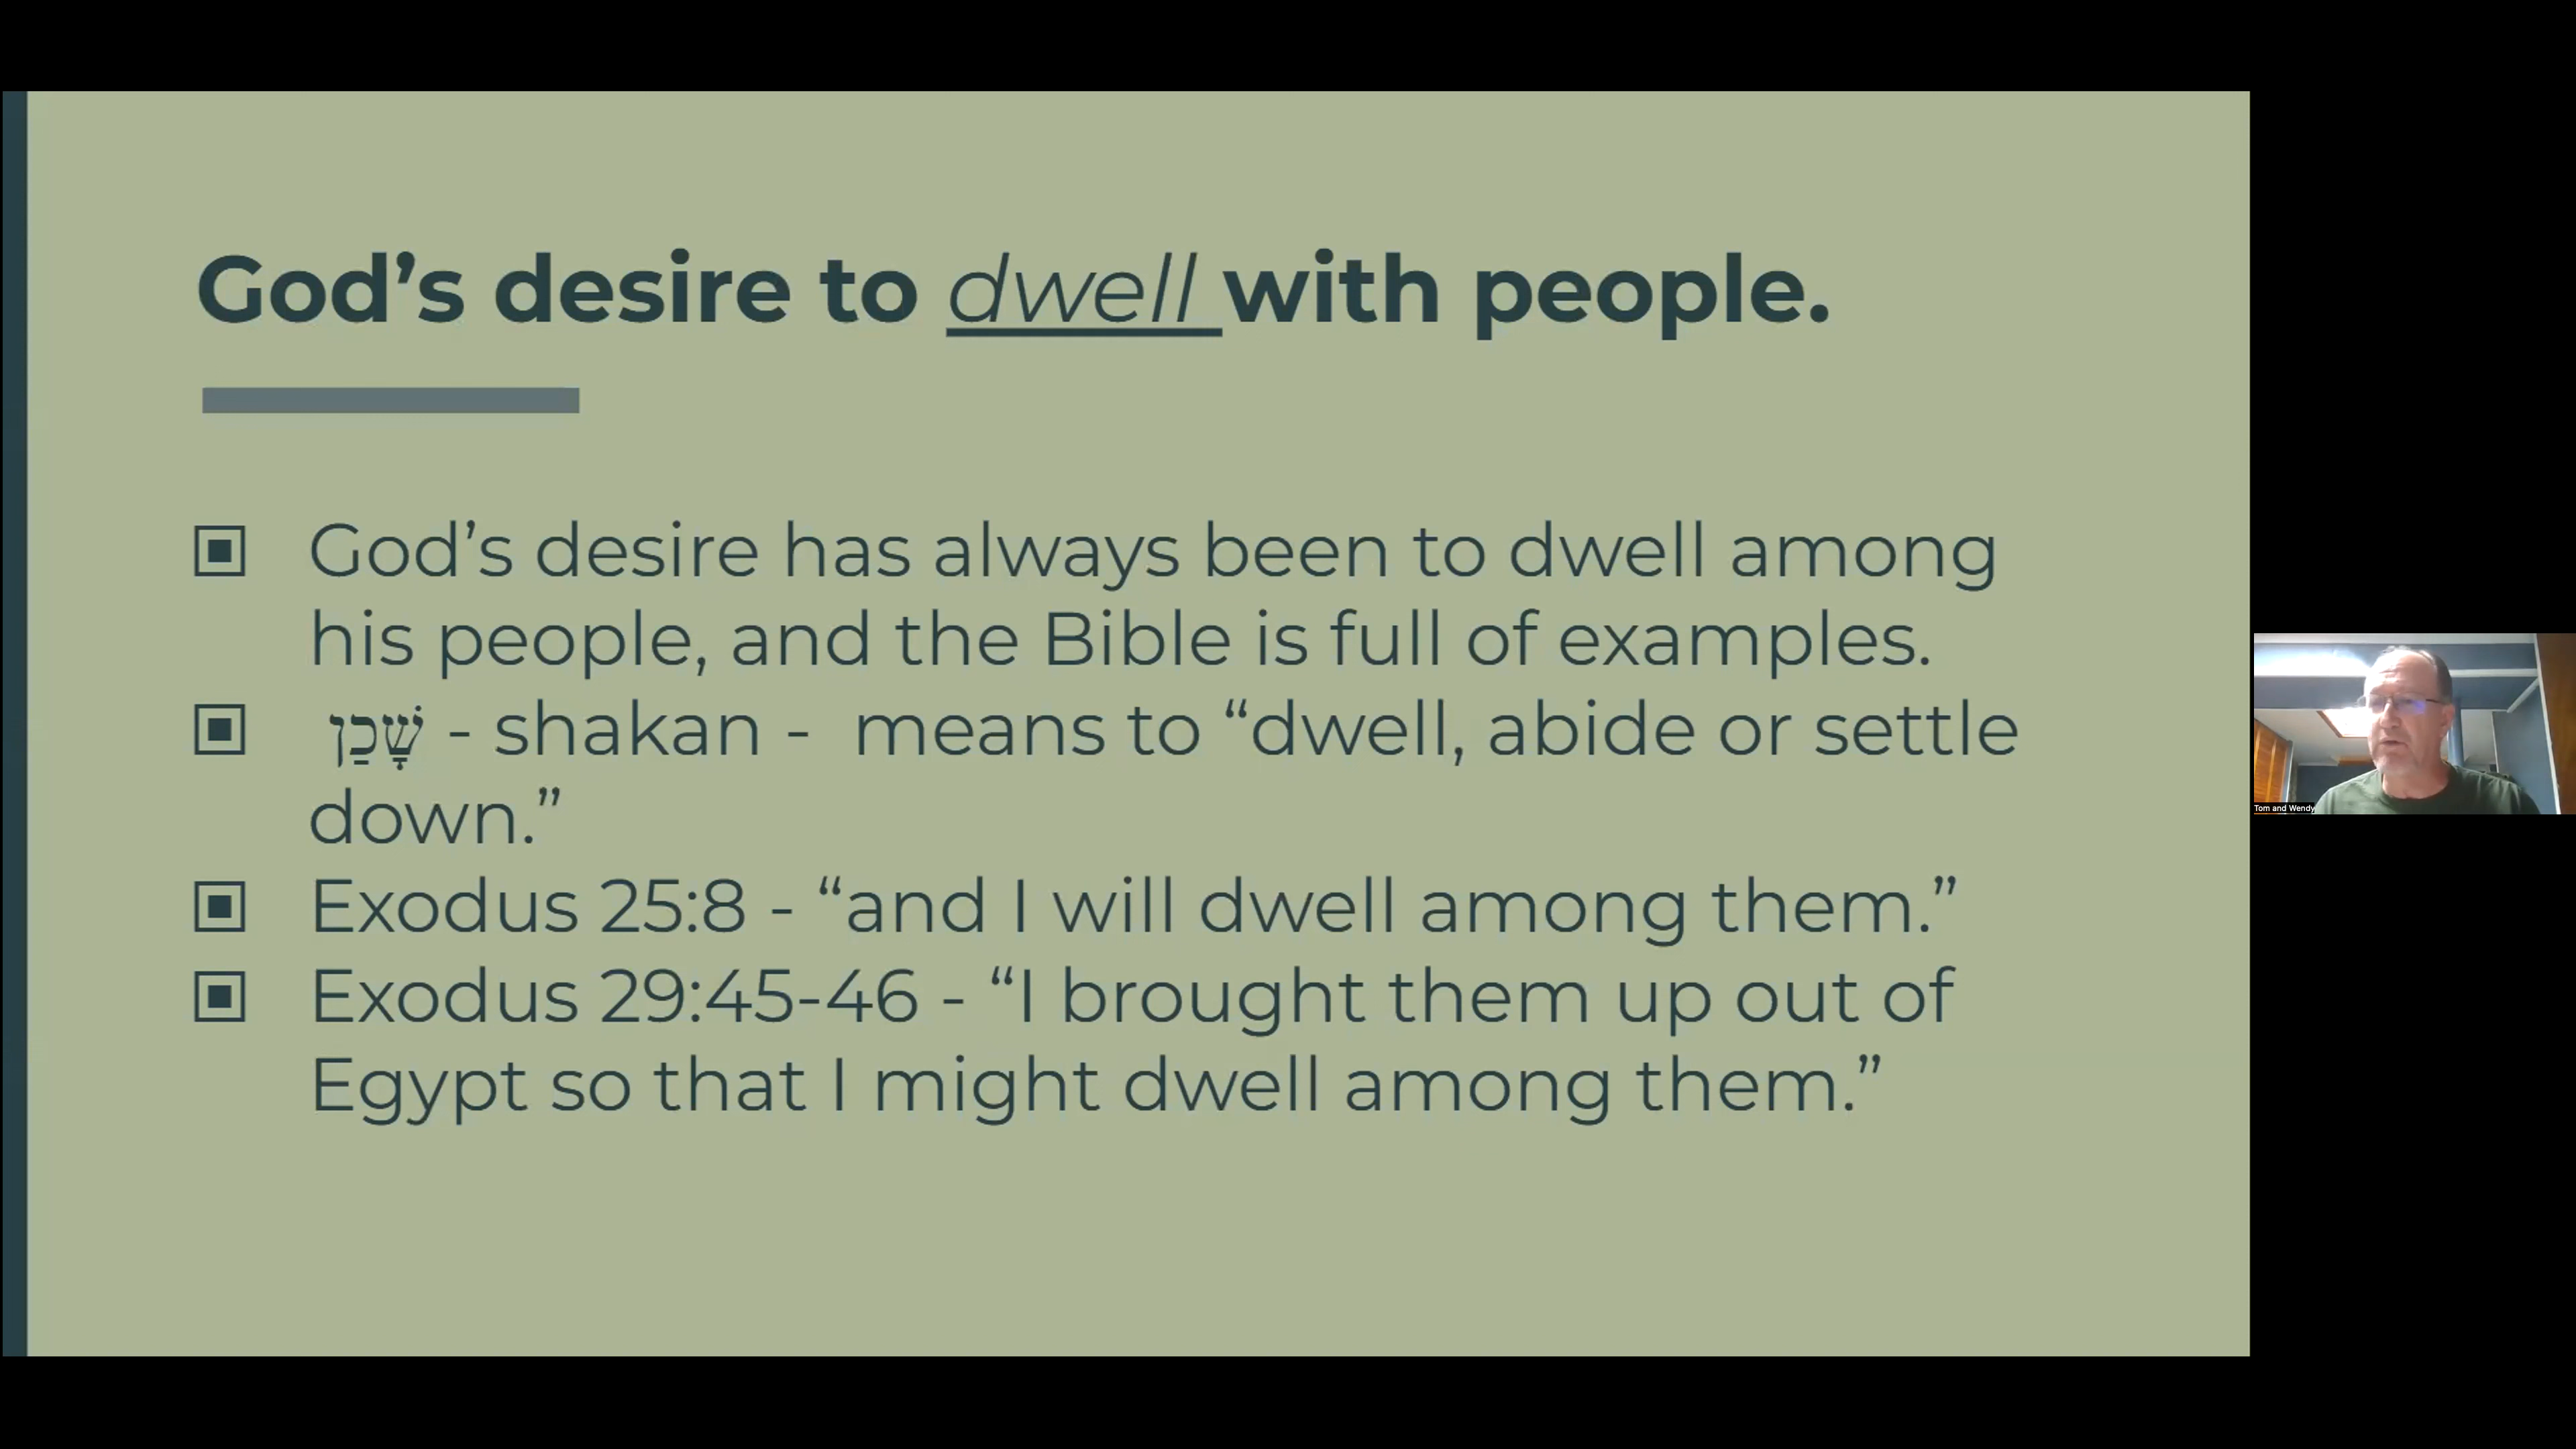 God’s desire to dwell with people.
God’s desire has always been to dwell among
his people, and the Bible is full of examples.
שָׁכַן - shakan - means to “dwell, abide or settle
down.”
Exodus 25:8 - “and I will dwell among them.”
Exodus 29:45-46 - “I brought them up out of
Egypt so that I might dwell among them.”
Tom and Wendy